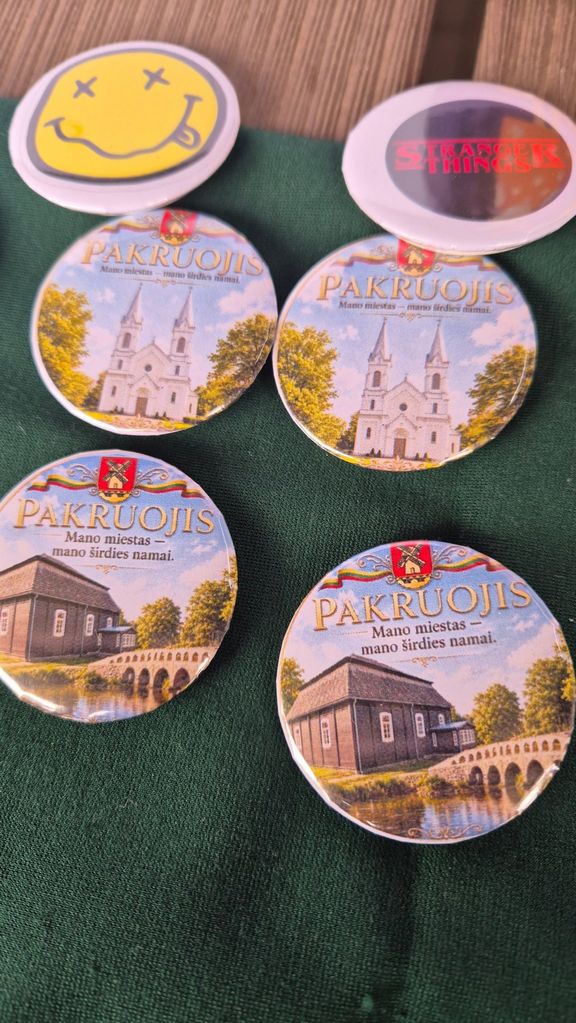 STRANGER
THINGS
PAKRUOJIS
Mano miestas – mano širdies namai.
PAKRUOJIS
Mano miestas – mano širdies namai.
PAKRUOJIS
Mano miestas –
mano širdies namai.
PAKRUOJIS
Mano miestas –
mano širdies namai.